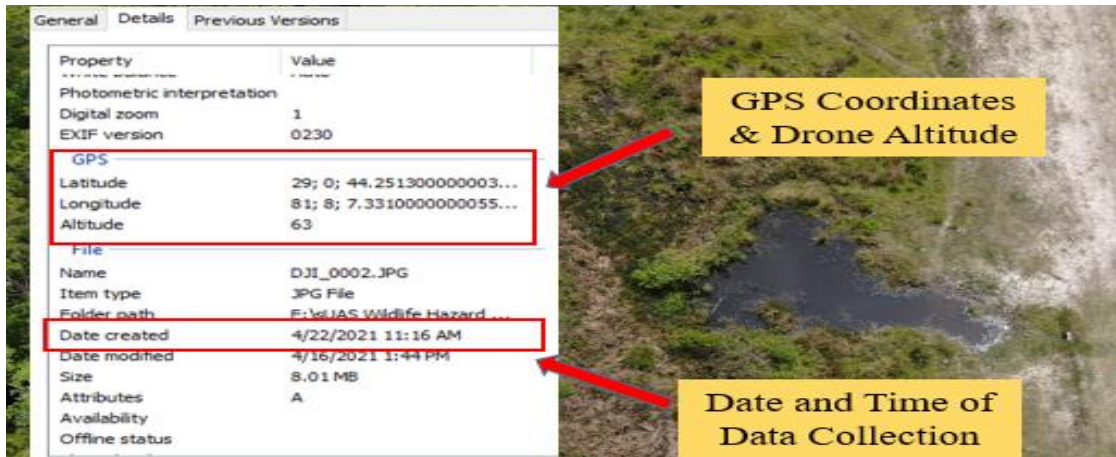 General Details Previous Versions
Property Value
Photometric interpretation
Digital zoom 1
EXIF version 0230
GPS
Latitude 29; 0; 44.251300000003...
Longitude 81; 8; 7.3310000000055...
Altitude 63
File
Name DJI_0002.JPG
Item type JPG File
Folder path E:\sUAS Wildlife Hazard ...
Date created 4/22/2021 11:16 AM
Date modified 4/16/2021 1:44 PM
Size 8.01 MB
Attributes A
Availability
Offline status
GPS Coordinates
& Drone Altitude
Date and Time of
Data Collection